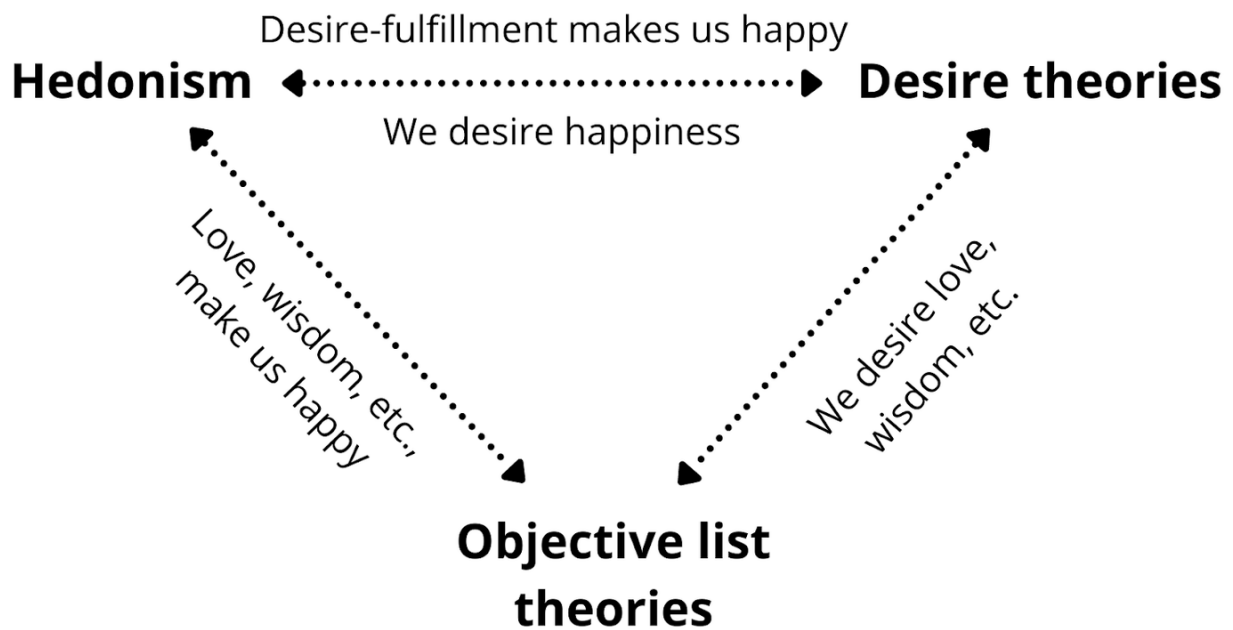 Desire-fulfillment makes us happy
Hedonism
Desire theories
We desire happiness
Love, wisdom, etc.,
make us happy
We desire love,
wisdom, etc.
Objective list
theories